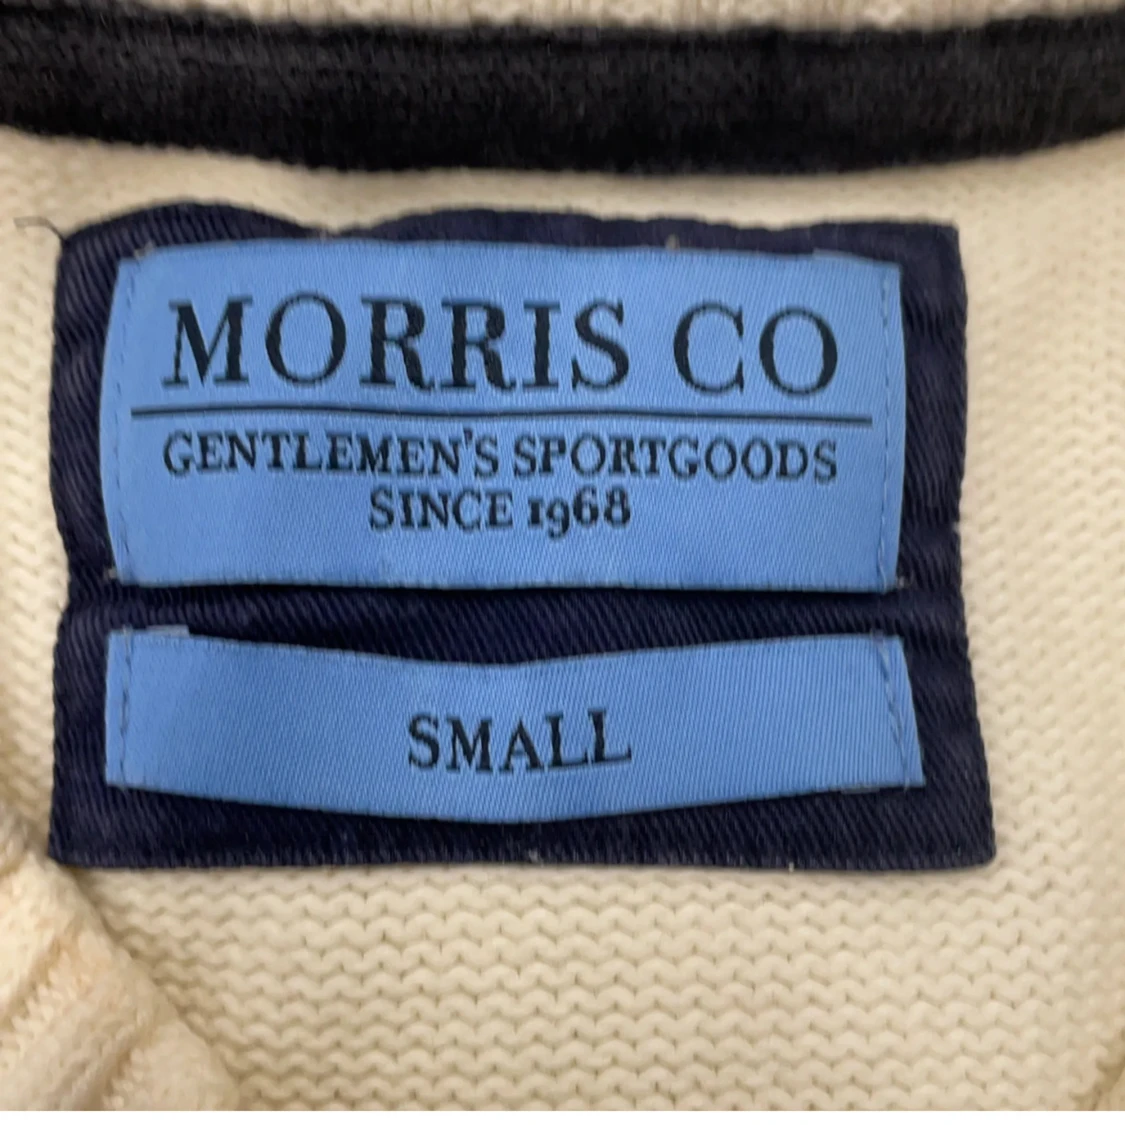 MORRIS CO
GENTLEMEN'S SPORTGOODS
SINCE 1968
SMALL